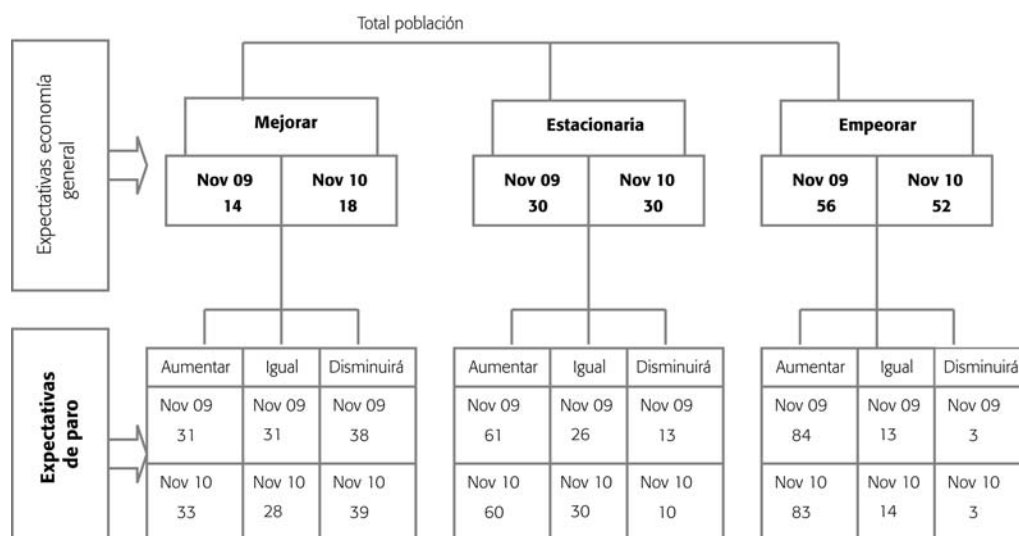 Total población
Expectativas economía
general
Mejorar
Estacionaria
Empeorar
Nov 09
14
Nov 10
18
Nov 09
30
Nov 10
30
Nov 09
56
Nov 10
52
Expectativas
de paro
Aumentar
Igual
Disminuirá
Nov 09
31
Nov 09
31
Nov 09
38
Nov 10
33
Nov 10
28
Nov 10
39
Aumentar
Igual
Disminuirá
Nov 09
61
Nov 09
26
Nov 09
13
Nov 10
60
Nov 10
30
Nov 10
10
Aumentar
Igual
Disminuirá
Nov 09
84
Nov 09
13
Nov 09
3
Nov 10
83
Nov 10
14
Nov 10
3